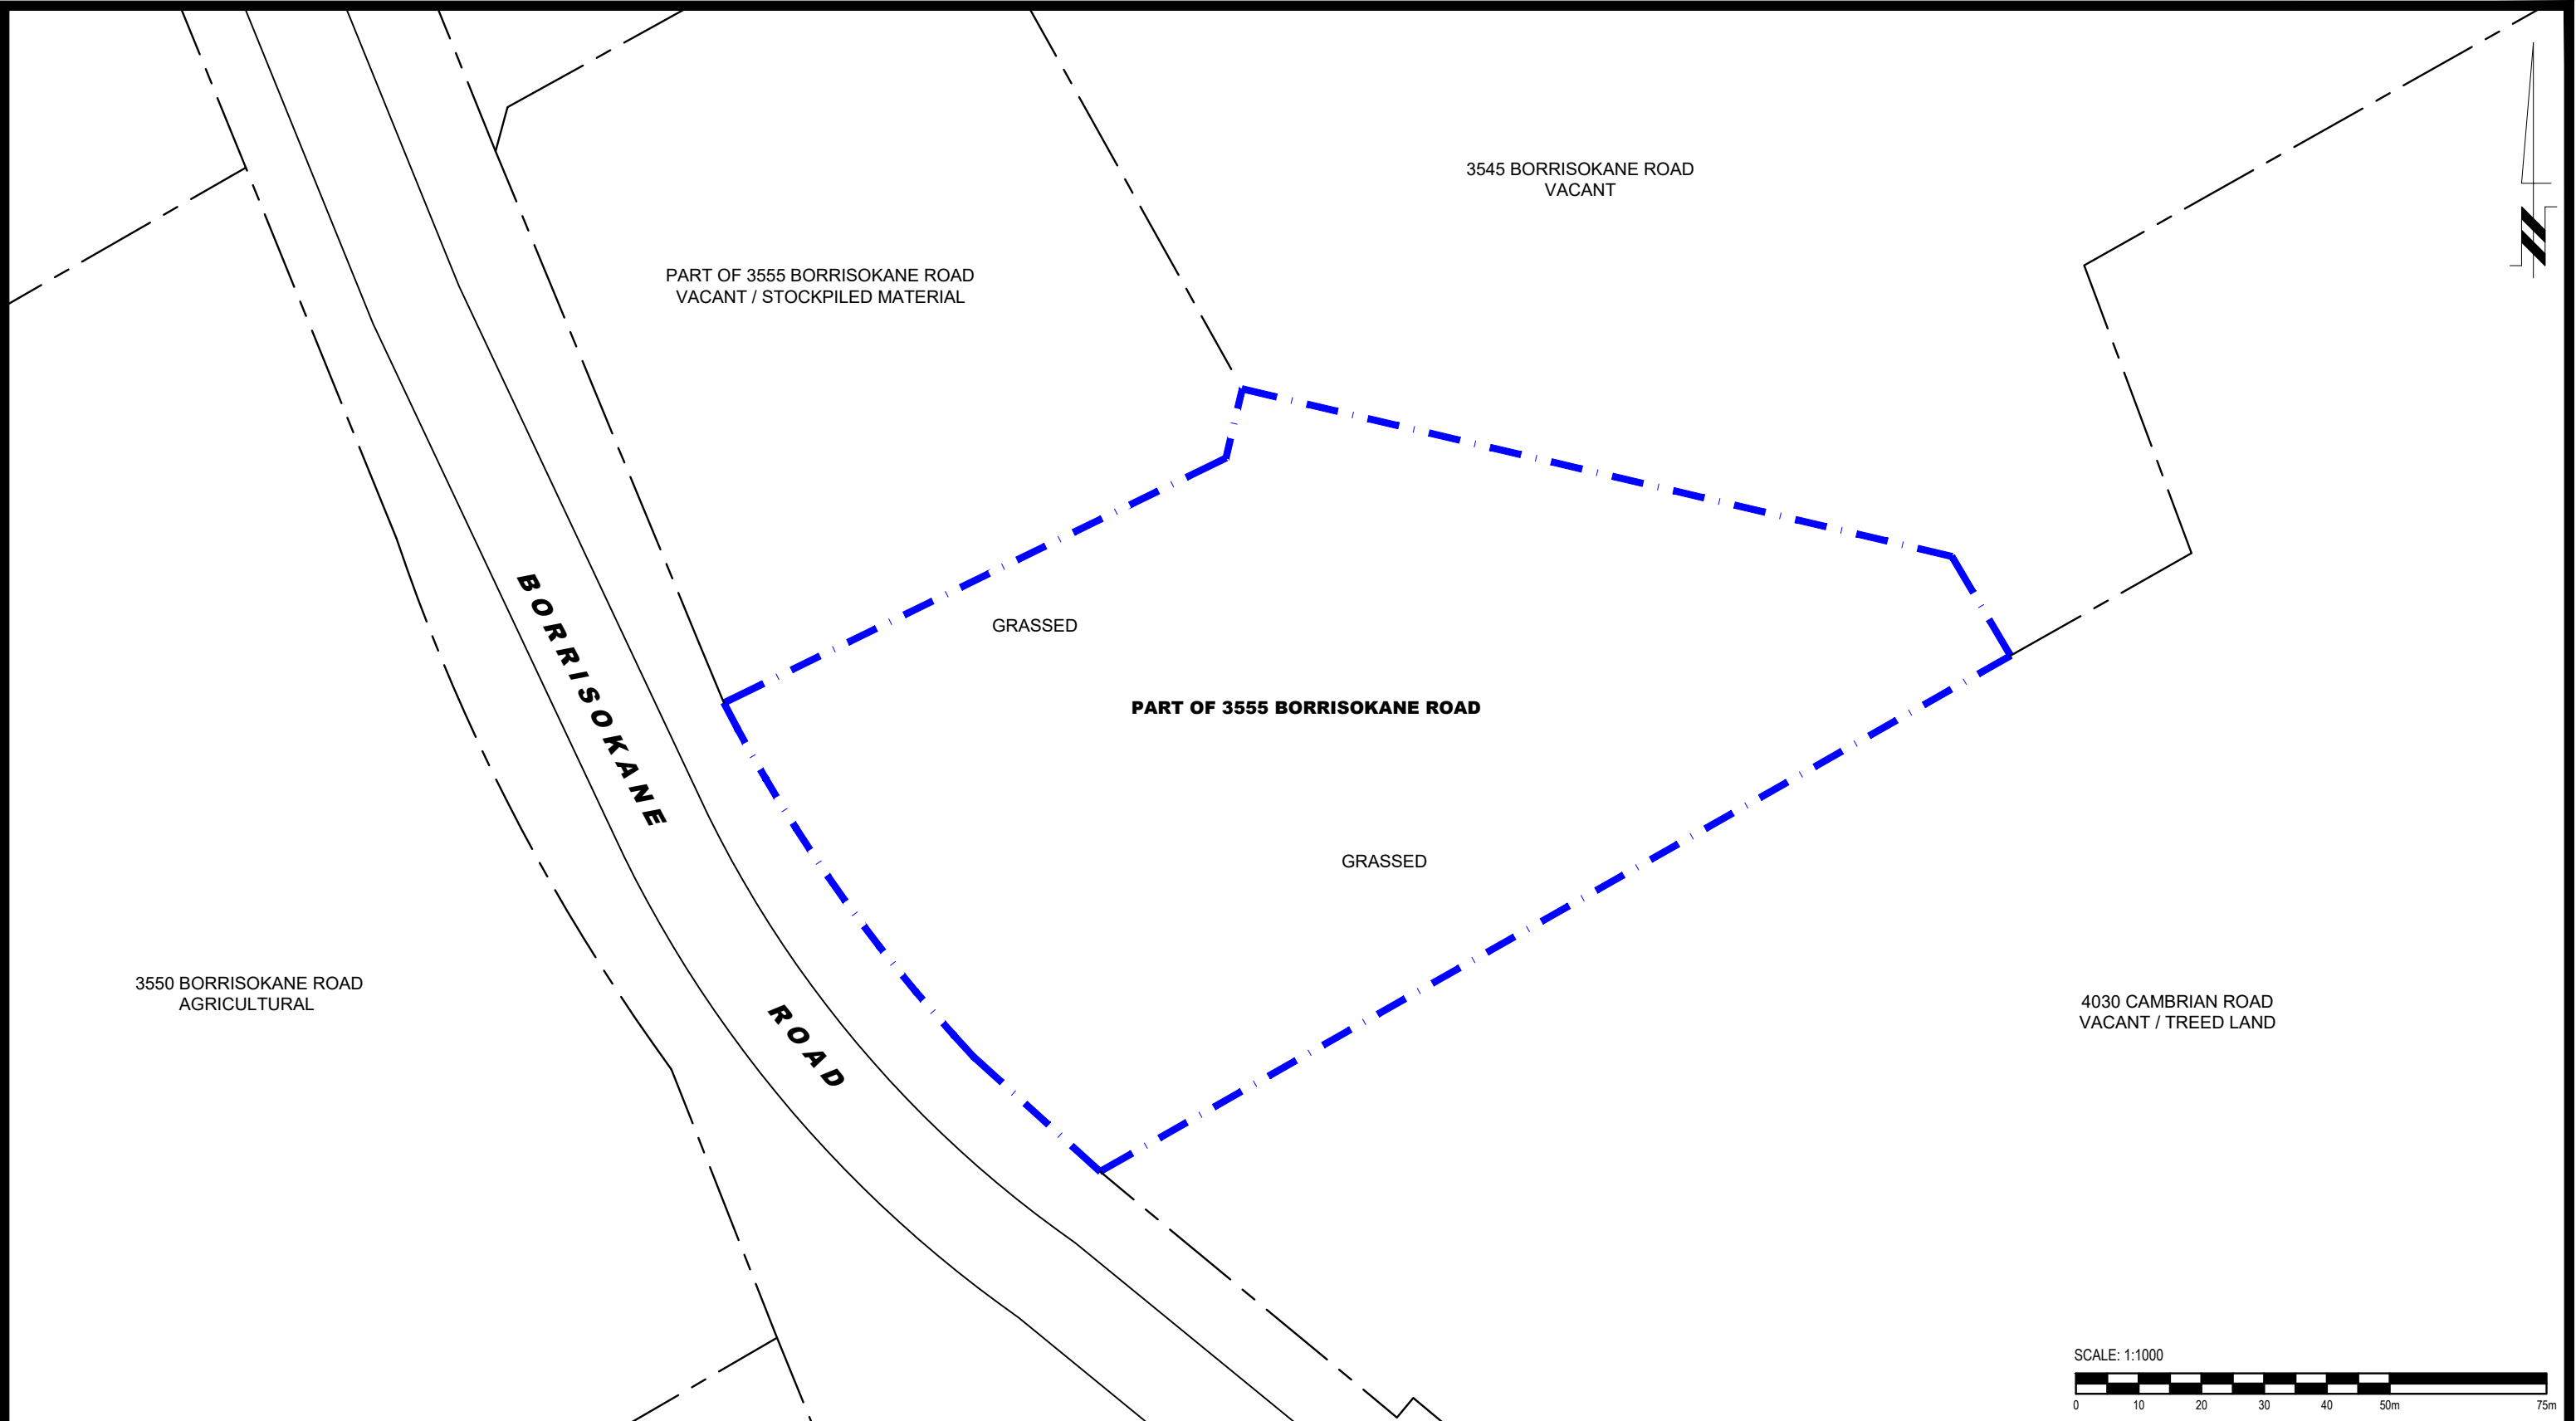 3545 BORRISOKANE ROAD
VACANT
PART OF 3555 BORRISOKANE ROAD
VACANT / STOCKPILED MATERIAL
GRASSED
BORRISOKANE
PART OF 3555 BORRISOKANE ROAD
GRASSED
3550 BORRISOKANE ROAD
AGRICULTURAL
ROAD
4030 CAMBRIAN ROAD
VACANT / TREED LAND
SCALE: 1:1000
0 10 20 30 40 50m 75m